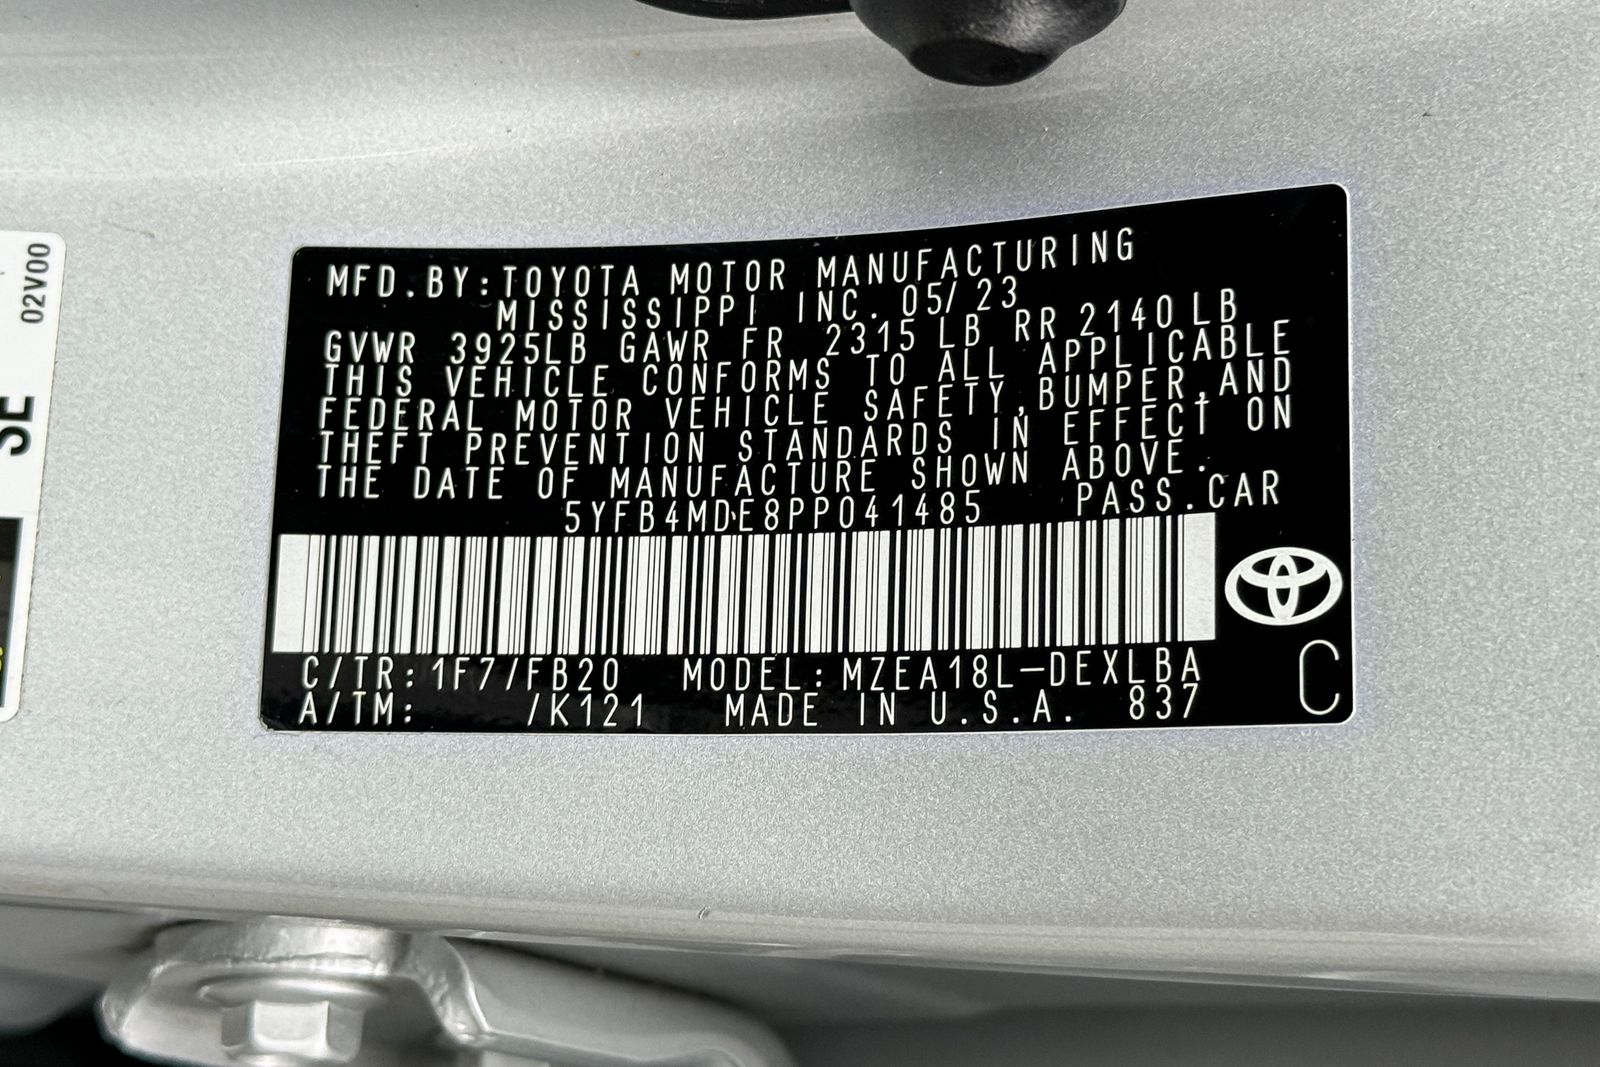 02V00
SE
MFD.BY:TOYOTA MOTOR MANUFACTURING
MISSISSIPPI INC. 05/23
GVWR 3925LB GAWR FR 2315 LB RR 2140 LB
THIS VEHICLE CONFORMS TO ALL APPLICABLE
FEDERAL MOTOR VEHICLE SAFETY,BUMPER,AND
THEFT PREVENTION STANDARDS IN EFFECT ON
THE DATE OF MANUFACTURE SHOWN ABOVE.
5YFB4MDE8PP041485 PASS.CAR
C/TR:1F7/FB20 MODEL:MZEA18L-DEXLBA
A/TM: /K121 MADE IN U.S.A. 837
C